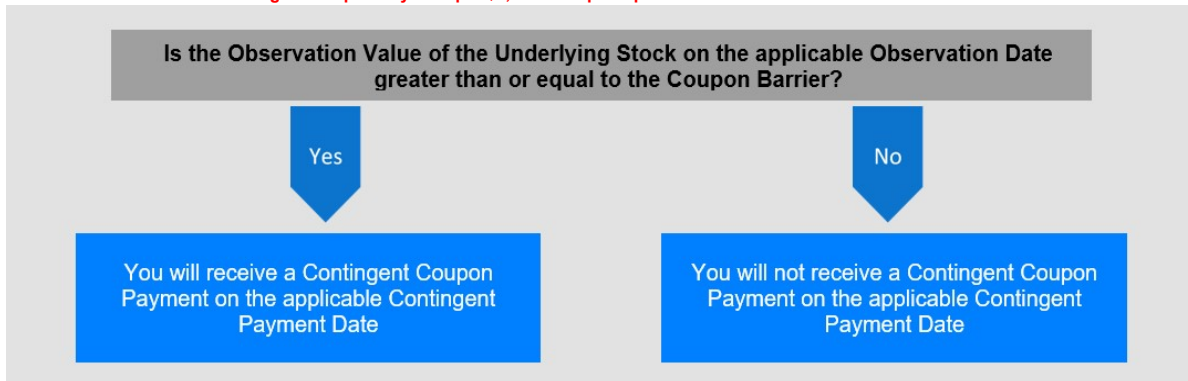 Is the Observation Value of the Underlying Stock on the applicable Observation Date
greater than or equal to the Coupon Barrier?
Yes
No
You will receive a Contingent Coupon
Payment on the applicable Contingent
Payment Date
You will not receive a Contingent Coupon
Payment on the applicable Contingent
Payment Date